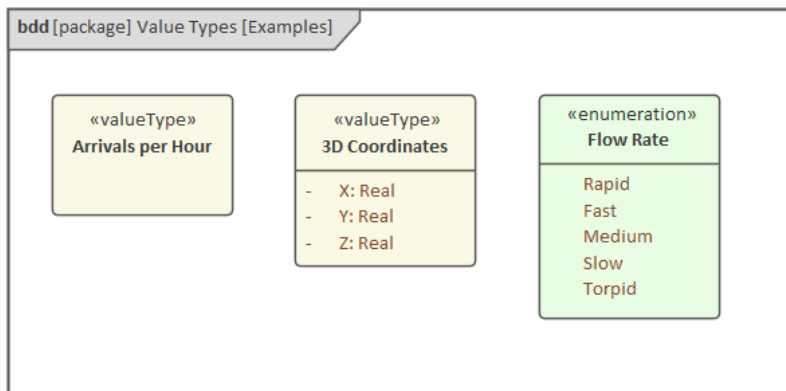 bdd [package] Value Types [Examples]
«valueType»
Arrivals per Hour
«valueType»
3D Coordinates
- X: Real
- Y: Real
- Z: Real
«enumeration»
Flow Rate
Rapid
Fast
Medium
Slow
Torpid